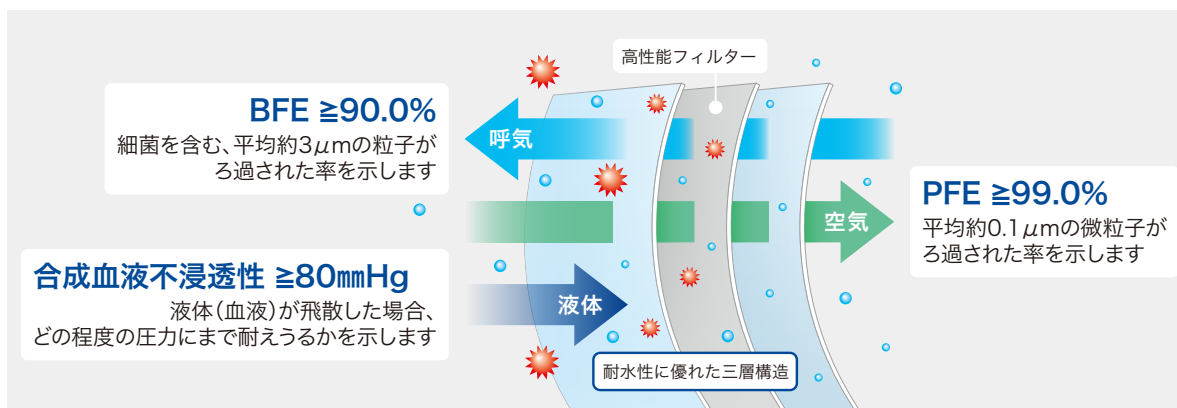 高性能フィルター
BFE ≧90.0%
細菌を含む、平均約3μmの粒子が
ろ過された率を示します
呼気
PFE ≧99.0%
平均約0.1μmの微粒子が
ろ過された率を示します
空気
合成血液不浸透性 ≧80㎜Hg
液体(血液)が飛散した場合、
どの程度の圧力にまで耐えうるかを示します
液体
耐水性に優れた三層構造